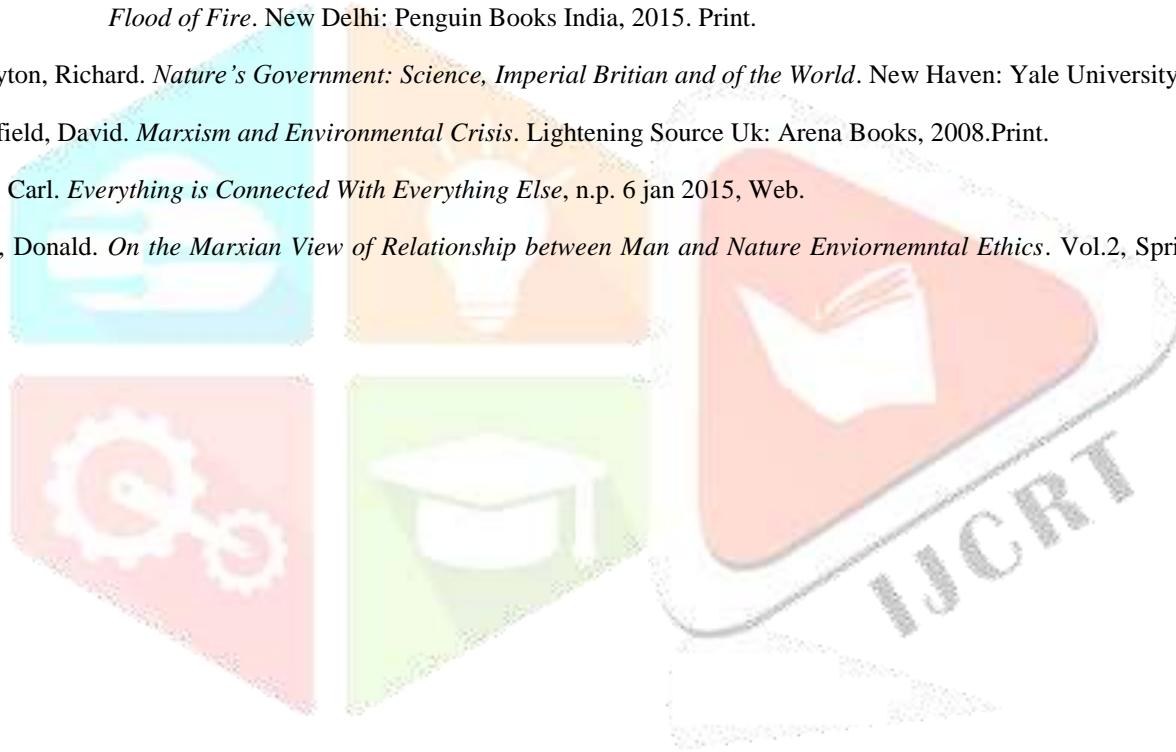 Flood of Fire. New Delhi: Penguin Books India, 2015. Print.
yton, Richard. Nature’s Government: Science, Imperial Britian and of the World. New Haven: Yale University
field, David. Marxism and Environmental Crisis. Lightening Source Uk: Arena Books, 2008.Print.
Carl. Everything is Connected With Everything Else, n.p. 6 jan 2015, Web.
, Donald. On the Marxian View of Relationship between Man and Nature Enviornemntal Ethics. Vol.2, Spri
IJCRT